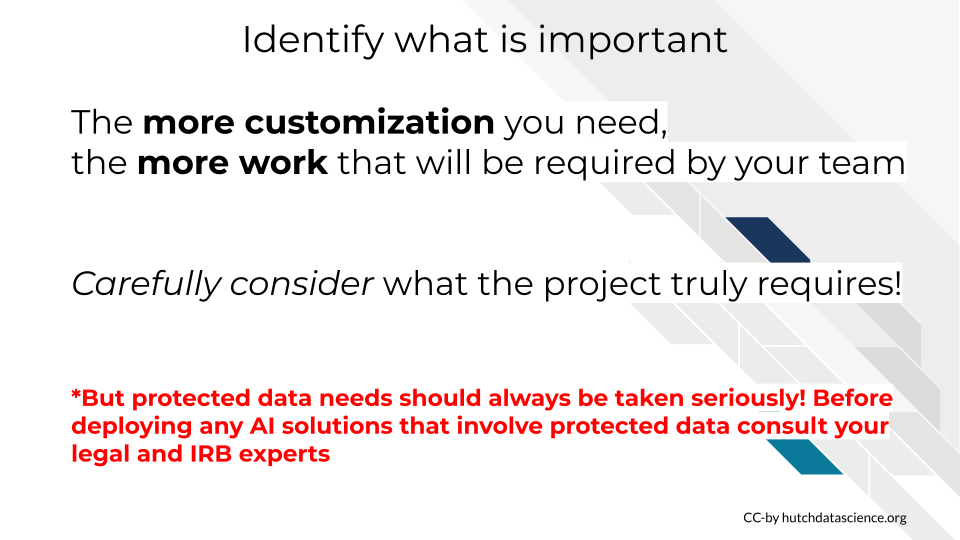 Identify what is important
The more customization you need,
the more work that will be required by your team
Carefully consider what the project truly requires!
*But protected data needs should always be taken seriously! Before
deploying any AI solutions that involve protected data consult your
legal and IRB experts
CC-by hutchdatascience.org